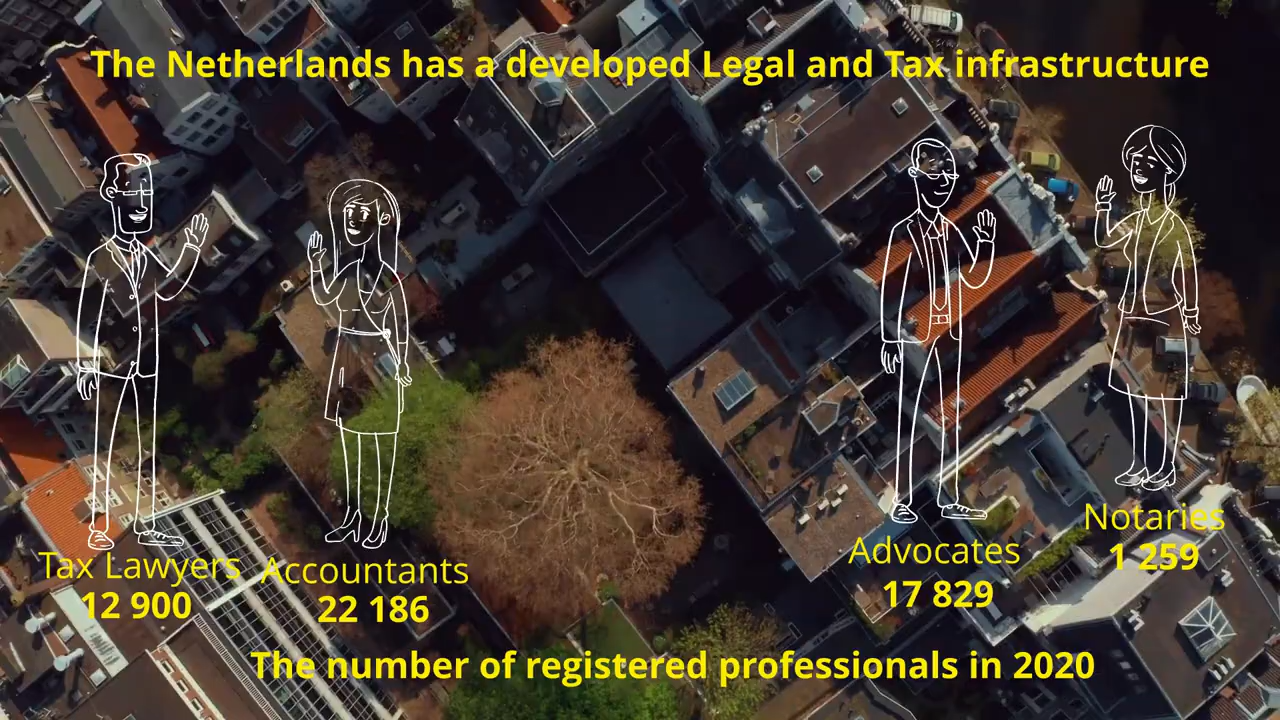 The Netherlands has a developed Legal and Tax infrastructure
Tax Lawyers
12 900
Accountants
22 186
Advocates
17 829
Notaries
1 259
The number of registered professionals in 2020